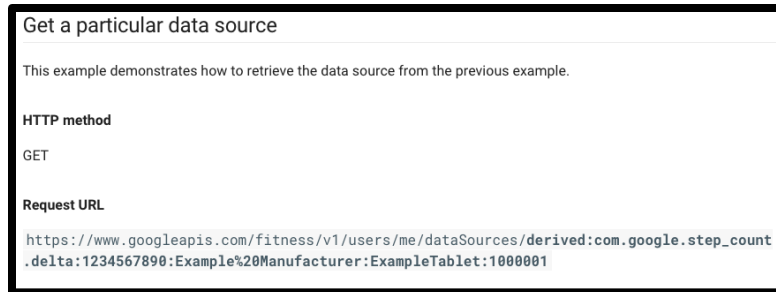 Get a particular data source
This example demonstrates how to retrieve the data source from the previous example.
HTTP method
GET
Request URL
https://www.googleapis.com/fitness/v1/users/me/dataSources/derived:com.google.step_count
.delta:1234567890:Example%20Manufacturer:ExampleTablet:1000001